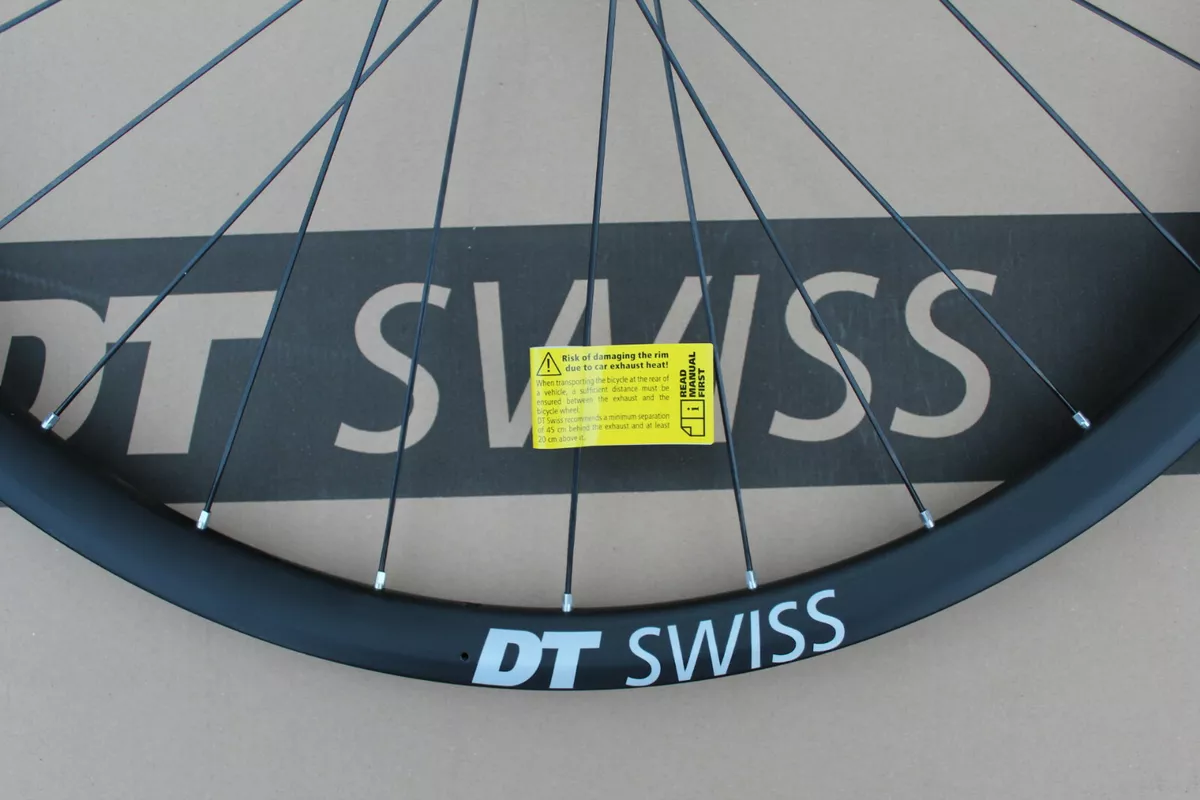 DT SWISS
Risk of damaging the rim
due to car exhaust heat!
When transporting the bicycle at the rear of
a vehicle, a sufficient distance must be
ensured between the exhaust and the
bicycle wheel.
DT Swiss recommends a minimum separation
of 45 cm behind the exhaust and at least
20 cm above it.
READ
MANUAL
FIRST
i
DT SWISS